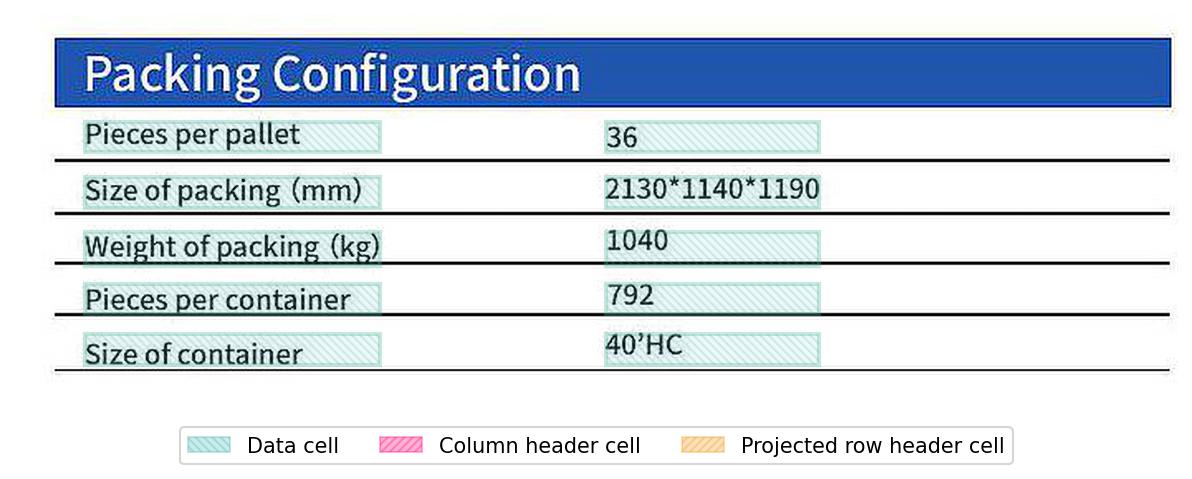 Packing Configuration
Pieces per pallet 36
Size of packing (mm) 2130*1140*1190
Weight of packing (kg) 1040
Pieces per container 792
Size of container 40’HC
Data cell Column header cell Projected row header cell